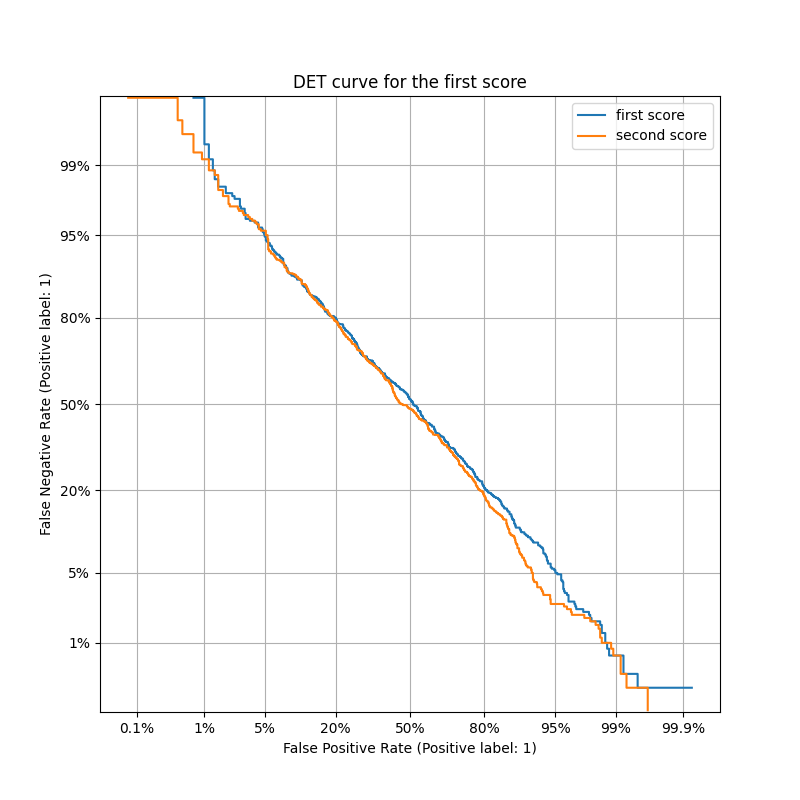 DET curve for the first score
first score
second score
False Negative Rate (Positive label: 1)
99%
95%
80%
50%
20%
5%
1%
0.1% 1% 5% 20% 50% 80% 95% 99% 99.9%
False Positive Rate (Positive label: 1)